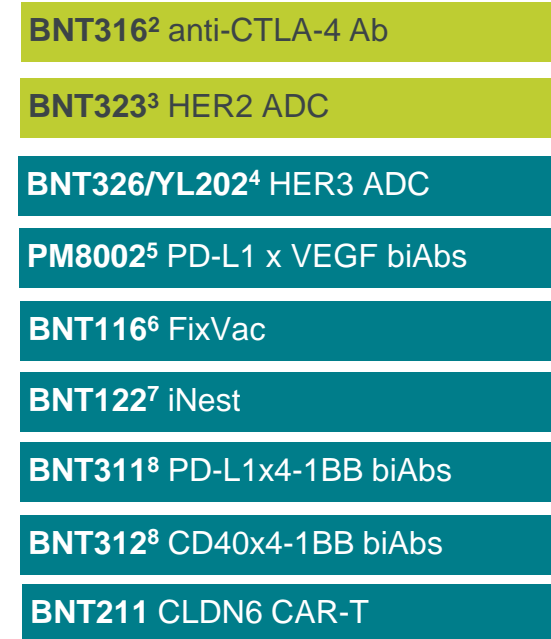 BNT316² anti-CTLA-4 Ab
BNT323³ HER2 ADC
BNT326/YL202⁴ HER3 ADC
PM8002⁵ PD-L1 x VEGF biAbs
BNT116⁶ FixVac
BNT122⁷ iNest
BNT311⁸ PD-L1x4-1BB biAbs
BNT312⁸ CD40x4-1BB biAbs
BNT211 CLDN6 CAR-T